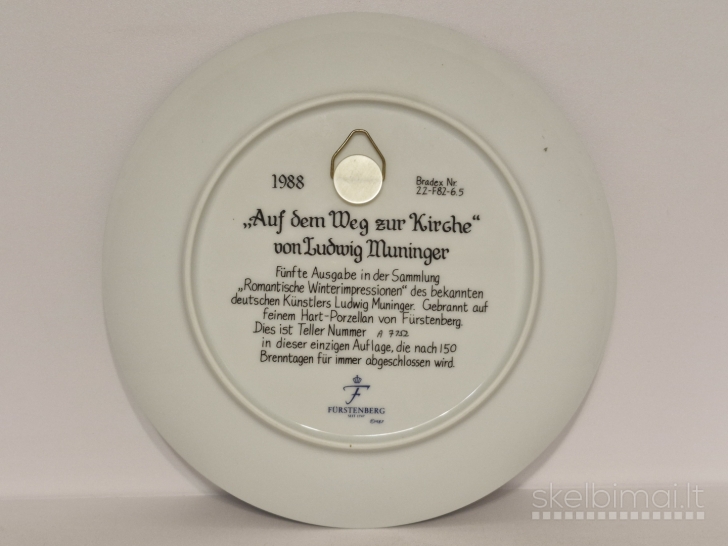 1988
Bradex Nr.
22-F82-6.5
„Auf dem Weg zur Kirche“
von Ludwig Muninger
Fünfte Ausgabe in der Sammlung
„Romantische Winterimpressionen“ des bekannten
deutschen Künstlers Ludwig Muninger. Gebrannt auf
feinem Hart-Porzellan von Fürstenberg.
Dies ist Teller Nummer A 7252
in dieser einzigen Auflage, die nach 150
Brenntagen für immer abgeschlossen wird.
F
FÜRSTENBERG
SEIT 1747
skelbimai.lt